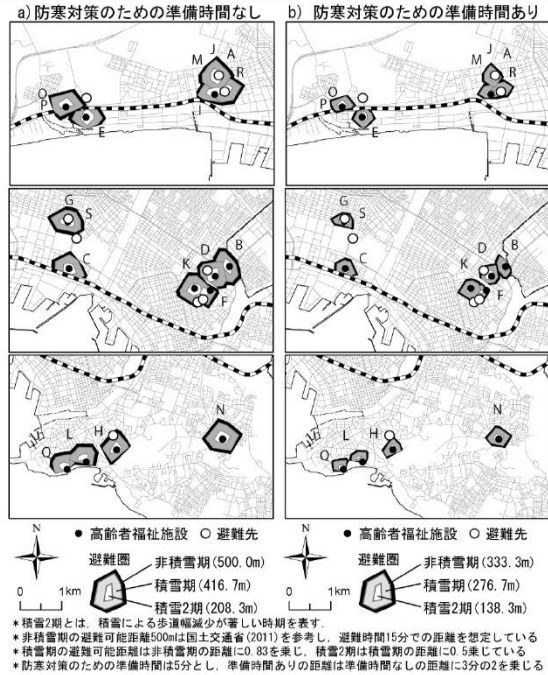 a) 防寒対策のための準備時間なし
b) 防寒対策のための準備時間あり
J
A
M
R
O
P
I
E
J
A
M
R
O
P
I
E
G
S
C
D
B
K
F
G
S
C
D
B
K
F
N
L
H
Q
N
L
H
Q
N
0 1km
●高齢者福祉施設 ○避難先
避難圏
非積雪期(500.0m)
積雪期(416.7m)
積雪2期(208.3m)
N
0 1km
●高齢者福祉施設 ○避難先
避難圏
非積雪期(333.3m)
積雪期(276.7m)
積雪2期(138.3m)
*積雪2期とは，積雪による歩道幅減少が著しい時期を表す.
*非積雪期の避難可能距離500mは国土交通省(2011)を参考し，避難時間15分での距離を想定している
*積雪期の避難可能距離は非積雪期の距離に0.83を乗じ，積雪2期は積雪期の距離に0.5乗じている
*防寒対策のための準備時間は5分とし，準備時間ありの距離は準備時間なしの距離に3分の2を乗じる